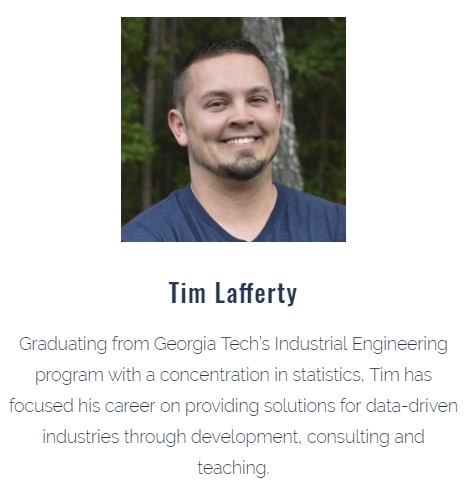 Tim Lafferty
Graduating from Georgia Tech's Industrial Engineering
program with a concentration in statistics, Tim has
focused his career on providing solutions for data-driven
industries through development, consulting and
teaching.